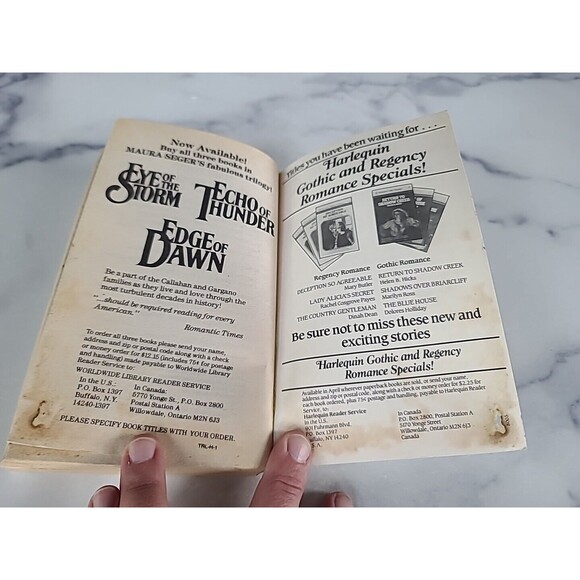 Now Available!
Buy all three books in
MAURA SEGER'S fabulous trilogy!
EYE OF THE STORM
ECHO OF THUNDER
EDGE OF DAWN
Be a part of the Callahan and Gargano
families as they live and love through the
most turbulent decades in history!
"...should be required reading for every
American."
Romantic Times
To order all three books please send your name,
address and zip or postal code along with a check
or money order for $12.15 (includes 75¢ for postage
and handling) made payable to Worldwide Library
Reader Service to:
WORLDWIDE LIBRARY READER SERVICE
In the U.S.:
P.O. Box 1397
Buffalo, N.Y.
14240-1397
In Canada:
5770 Yonge St., P.O. Box 2800
Postal Station A
Willowdale, Ontario M2N 6J3
PLEASE SPECIFY BOOK TITLES WITH YOUR ORDER.
TRL-H-1
Titles you have been waiting for . . .
Harlequin
Gothic and Regency
Romance Specials!
Regency Romance
DECEPTION SO AGREEABLE
Mary Butler
LADY ALICIA'S SECRET
Rachel Cosgrove Payes
THE COUNTRY GENTLEMAN
Dinah Dean
Gothic Romance
RETURN TO SHADOW CREEK
Helen B. Hicks
SHADOWS OVER BRIARCLIFF
Marilyn Ross
THE BLUE HOUSE
Dolores Holliday
Be sure not to miss these new and
exciting stories
Harlequin Gothic and Regency
Romance Specials!
Available in April wherever paperback books are sold, or send your name,
address and zip or postal code, along with a check or money order for $2.25 for
each book ordered, plus 75¢ postage and handling, payable to Harlequin Reader
Service, to:
Harlequin Reader Service
In the U.S.
901 Fuhrmann Blvd.
P.O. Box 1397
Buffalo, NY 14240
U.S.A.
In Canada
P.O. Box 2800, Postal Station A
5170 Yonge Street
Willowdale, Ontario M2N 6J3
Canada